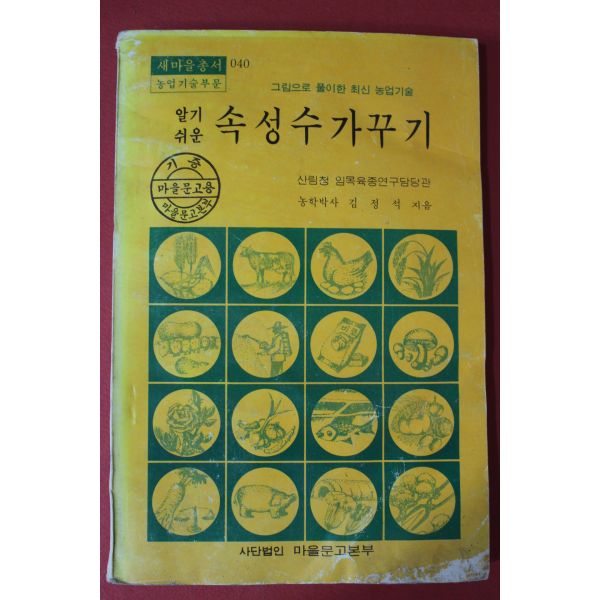 새마을총서 040
농업기술부문
그림으로 풀이한 최신 농업기술
알기 쉬운 속성수가꾸기
기증
마을문고용
마을문고본부
산림청 임목육종연구담당관
농학박사 김정석 지음
비료
사단법인 마을문고본부